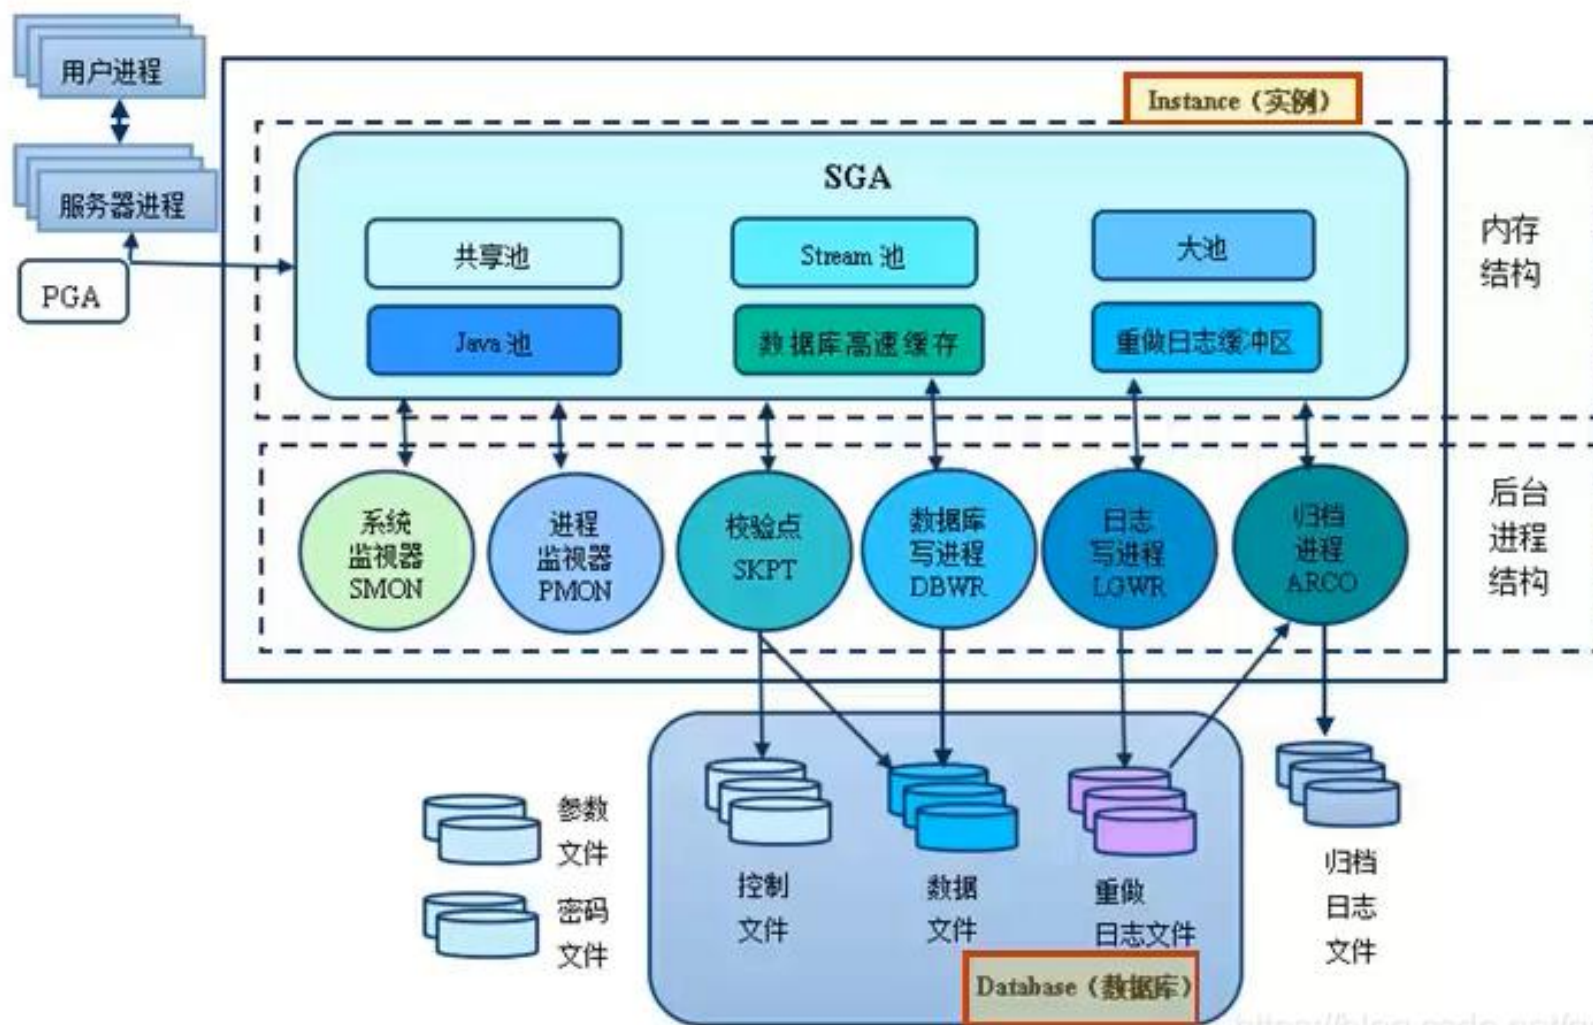 用户进程
Instance（实例）
服务器进程
PGA
SGA
共享池
Stream 池
大池
Java 池
数据库高速缓存
重做日志缓冲区
内存
结构
系统
监视器
SMON
进程
监视器
PMON
校验点
SKPT
数据库
写进程
DBWR
日志
写进程
LGWR
归档
进程
ARCO
后台
进程
结构
参数
文件
密码
文件
控制
文件
数据
文件
重做
日志文件
归档
日志
文件
Database（数据库）